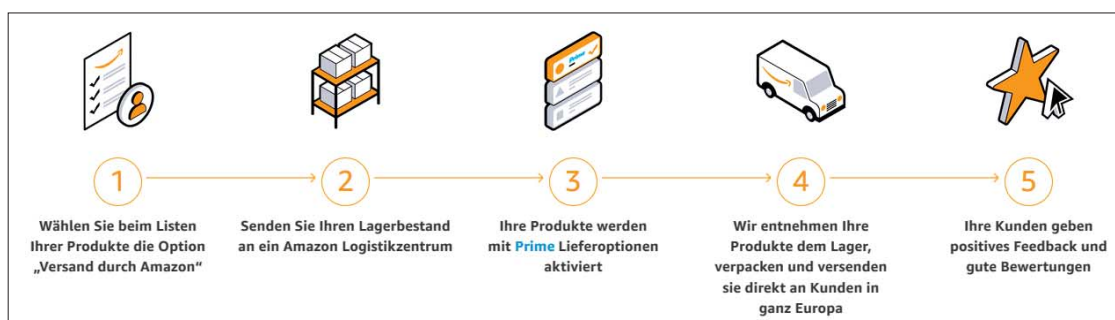 Prime
1
2
3
4
5
Wählen Sie beim Listen
Ihrer Produkte die Option
„Versand durch Amazon“
Senden Sie Ihren Lagerbestand
an ein Amazon Logistikzentrum
Ihre Produkte werden
mit Prime Lieferoptionen
aktiviert
Wir entnehmen Ihre
Produkte dem Lager,
verpacken und versenden
sie direkt an Kunden in
ganz Europa
Ihre Kunden geben
positives Feedback und
gute Bewertungen